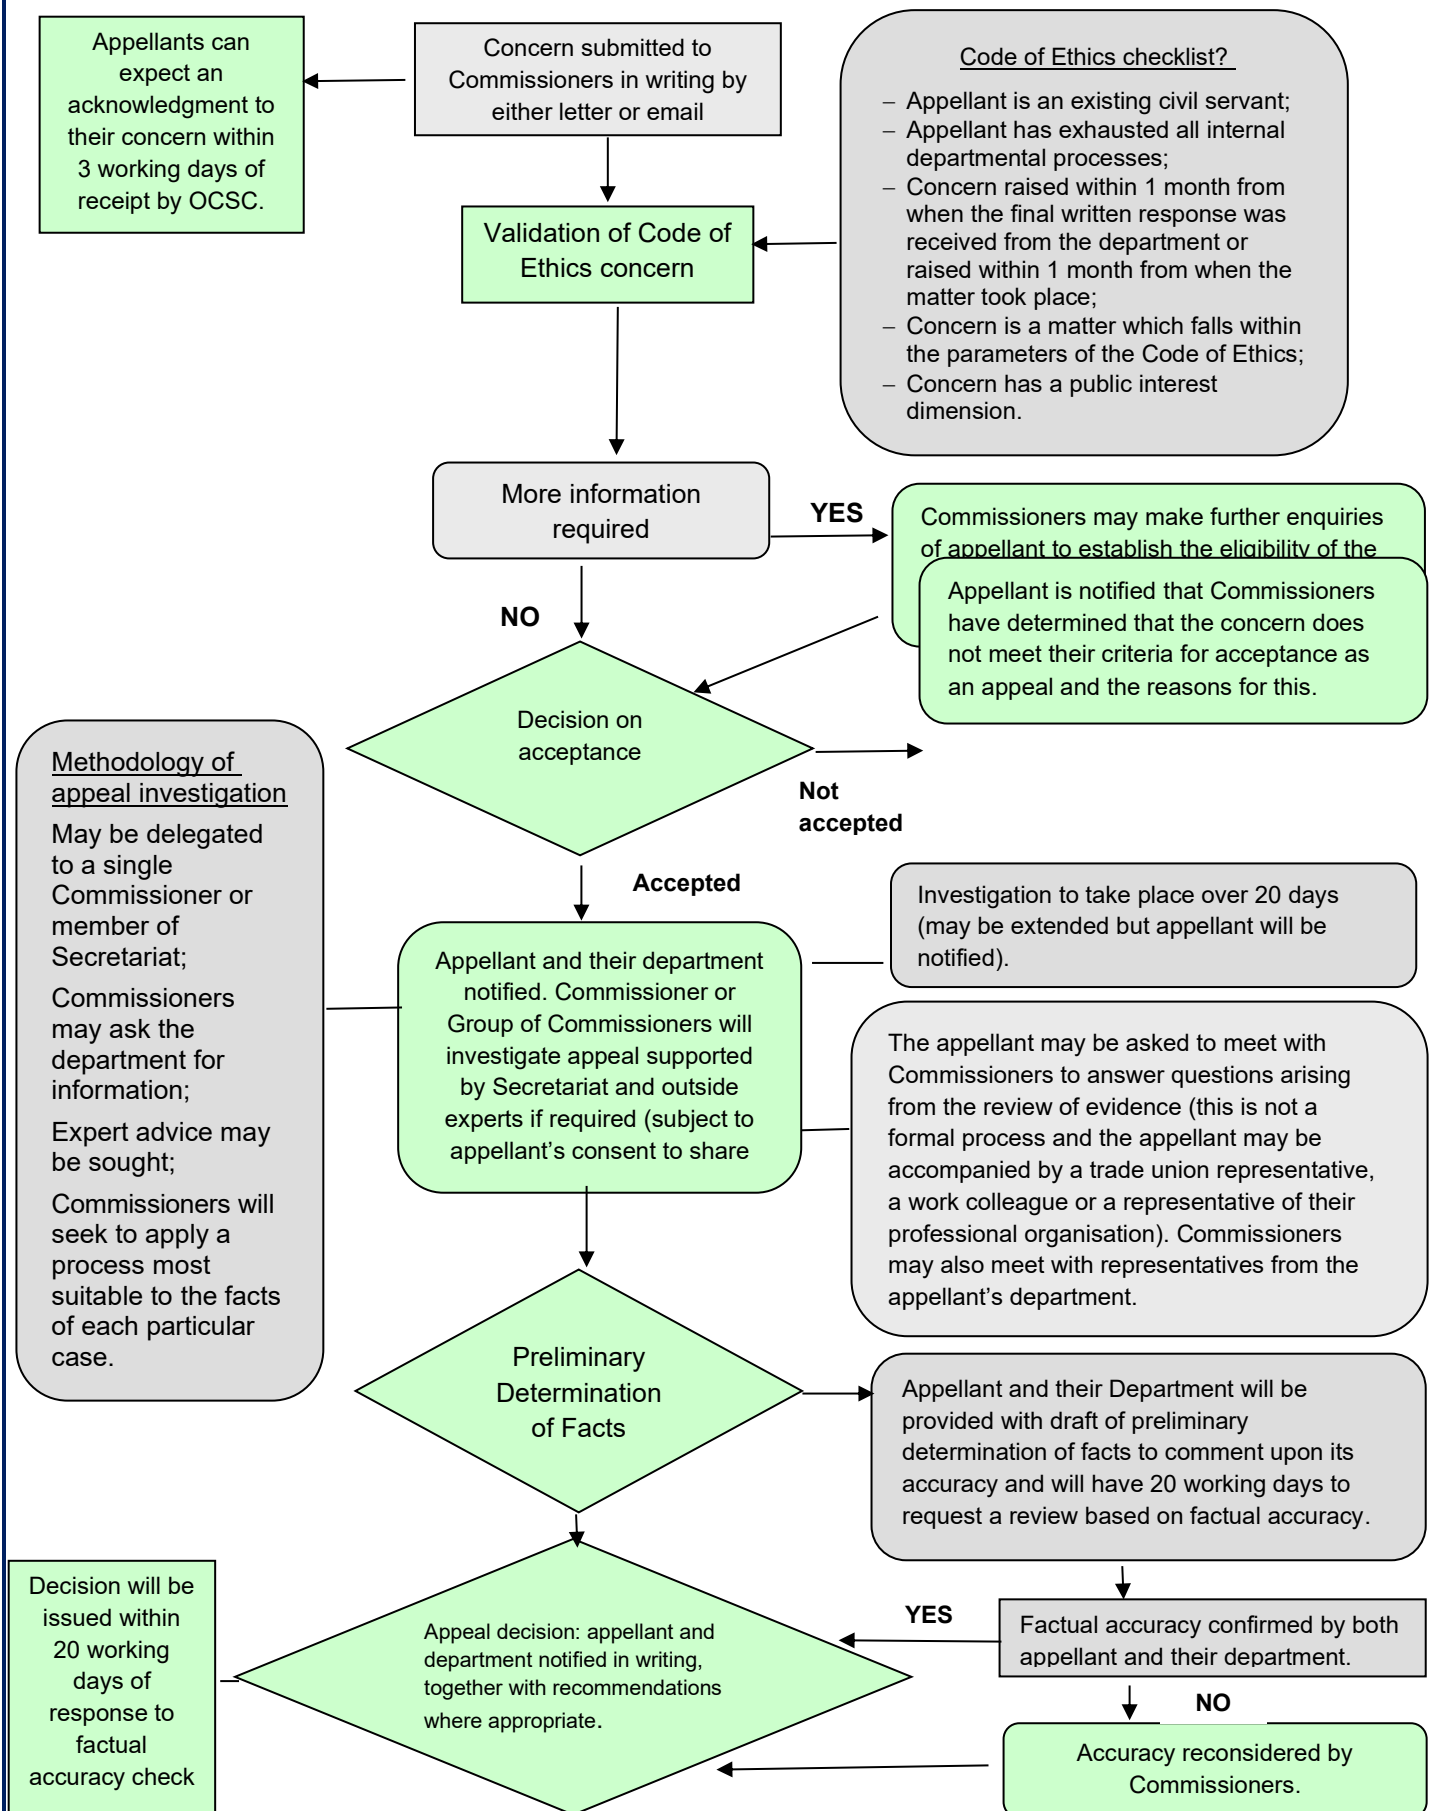 Appellants can
expect an
acknowledgment to
their concern within
3 working days of
receipt by OCSC.
Concern submitted to
Commissioners in writing by
either letter or email
Code of Ethics checklist?
– Appellant is an existing civil servant;
– Appellant has exhausted all internal
departmental processes;
– Concern raised within 1 month from
when the final written response was
received from the department or
raised within 1 month from when the
matter took place;
– Concern is a matter which falls within
the parameters of the Code of Ethics;
– Concern has a public interest
dimension.
Validation of Code of
Ethics concern
More information
required
YES
Commissioners may make further enquiries
of appellant to establish the eligibility of the
Appellant is notified that Commissioners
have determined that the concern does
not meet their criteria for acceptance as
an appeal and the reasons for this.
NO
Decision on
acceptance
Not
accepted
Accepted
Methodology of
appeal investigation
May be delegated
to a single
Commissioner or
member of
Secretariat;
Commissioners
may ask the
department for
information;
Expert advice may
be sought;
Commissioners will
seek to apply a
process most
suitable to the facts
of each particular
case.
Investigation to take place over 20 days
(may be extended but appellant will be
notified).
Appellant and their department
notified. Commissioner or
Group of Commissioners will
investigate appeal supported
by Secretariat and outside
experts if required (subject to
appellant’s consent to share
The appellant may be asked to meet with
Commissioners to answer questions arising
from the review of evidence (this is not a
formal process and the appellant may be
accompanied by a trade union representative,
a work colleague or a representative of their
professional organisation). Commissioners
may also meet with representatives from the
appellant’s department.
Preliminary
Determination
of Facts
Appellant and their Department will be
provided with draft of preliminary
determination of facts to comment upon its
accuracy and will have 20 working days to
request a review based on factual accuracy.
Decision will be
issued within
20 working
days of
response to
factual
accuracy check
Appeal decision: appellant and
department notified in writing,
together with recommendations
where appropriate.
YES
Factual accuracy confirmed by both
appellant and their department.
NO
Accuracy reconsidered by
Commissioners.